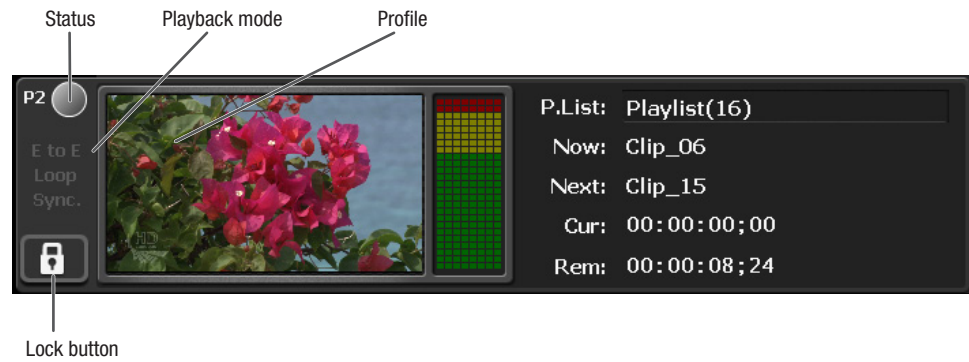 Status
Playback mode
Profile
P2
E to E
Loop
Sync.
HD
P.List: Playlist(16)
Now: Clip_06
Next: Clip_15
Cur: 00:00:00;00
Rem: 00:00:08;24
Lock button